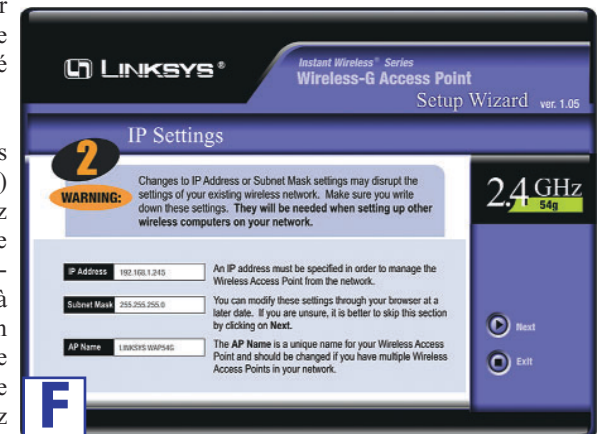 LINKSYS®
Instant Wireless® Series
Wireless-G Access Point
Setup Wizard ver. 1.05
IP Settings
2
WARNING:
Changes to IP Address or Subnet Mask settings may disrupt the
settings of your existing wireless network. Make sure you write
down these settings. They will be needed when setting up other
wireless computers on your network.
2.4 GHz
54g
IP Address 192.168.1.245
An IP address must be specified in order to manage the
Wireless Access Point from the network.
Subnet Mask 255.255.255.0
You can modify these settings through your browser at a
later date. If you are unsure, it is better to skip this section
by clicking on Next.
AP Name LINKSYS WAP54G
The AP Name is a unique name for your Wireless Access
Point and should be changed if you have multiple Wireless
Access Points in your network.
Next
Exit
F